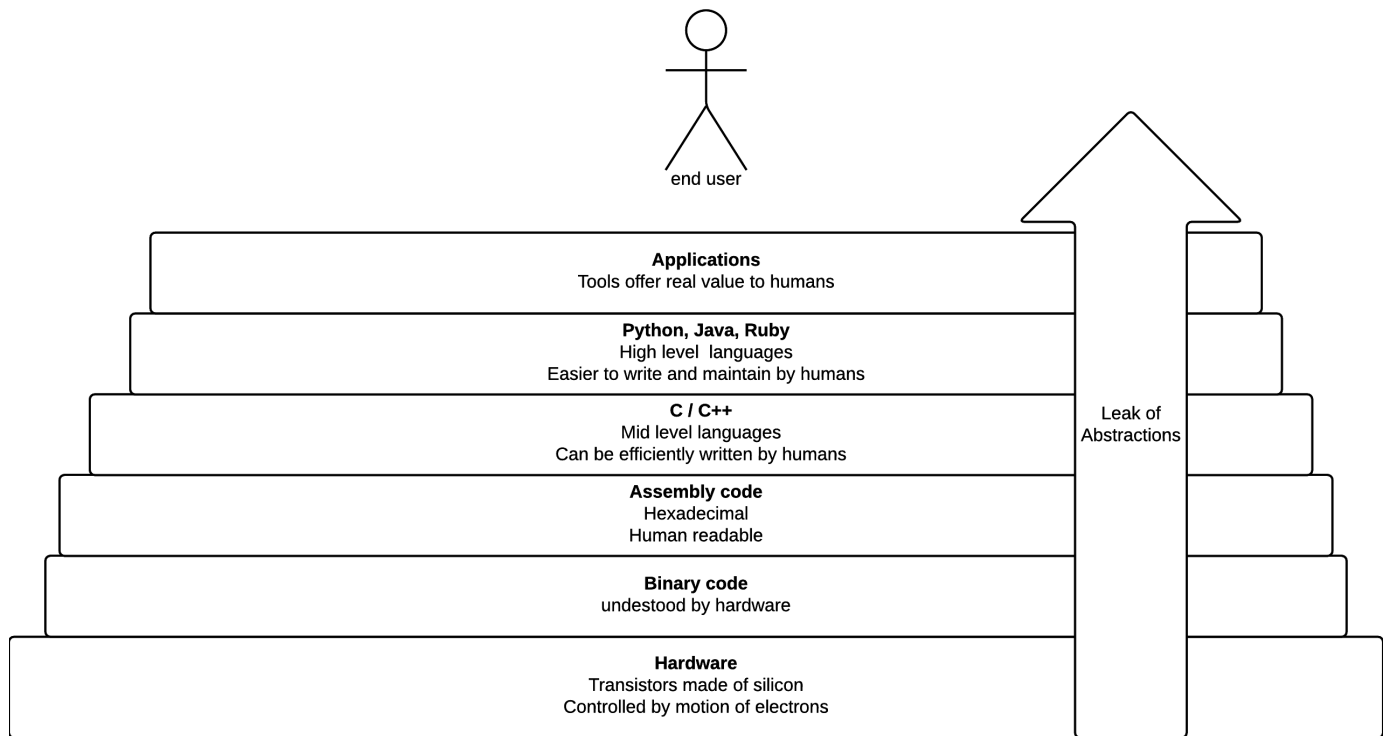 end user
Applications
Tools offer real value to humans
Python, Java, Ruby
High level  languages
Easier to write and maintain by humans
C / C++
Mid level languages
Can be efficiently written by humans
Leak of
Abstractions
Assembly code
Hexadecimal
Human readable
Binary code
undestood by hardware
Hardware
Transistors made of silicon
Controlled by motion of electrons